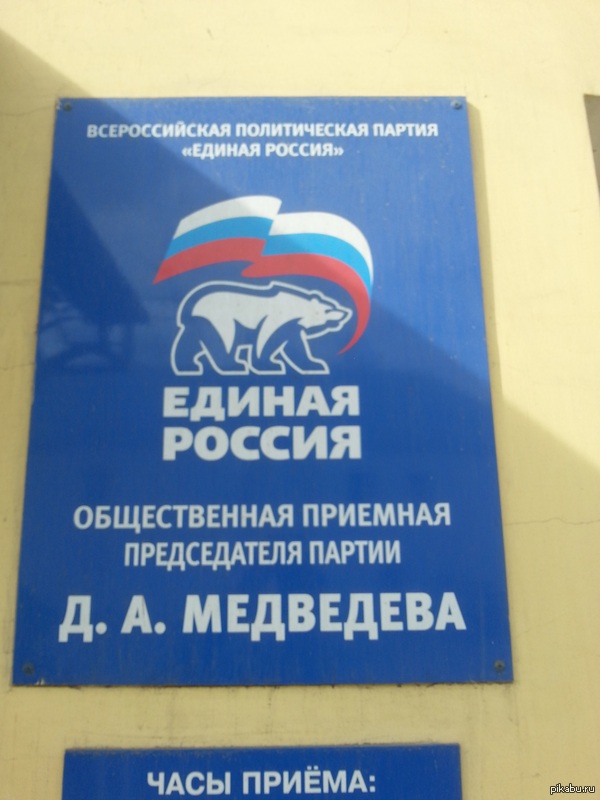 ВСЕРОССИЙСКАЯ ПОЛИТИЧЕСКАЯ ПАРТИЯ
«ЕДИНАЯ РОССИЯ»
ЕДИНАЯ
РОССИЯ
ОБЩЕСТВЕННАЯ ПРИЕМНАЯ
ПРЕДСЕДАТЕЛЯ ПАРТИИ
Д. А. МЕДВЕДЕВА
ЧАСЫ ПРИЁМА:
pikabu.ru